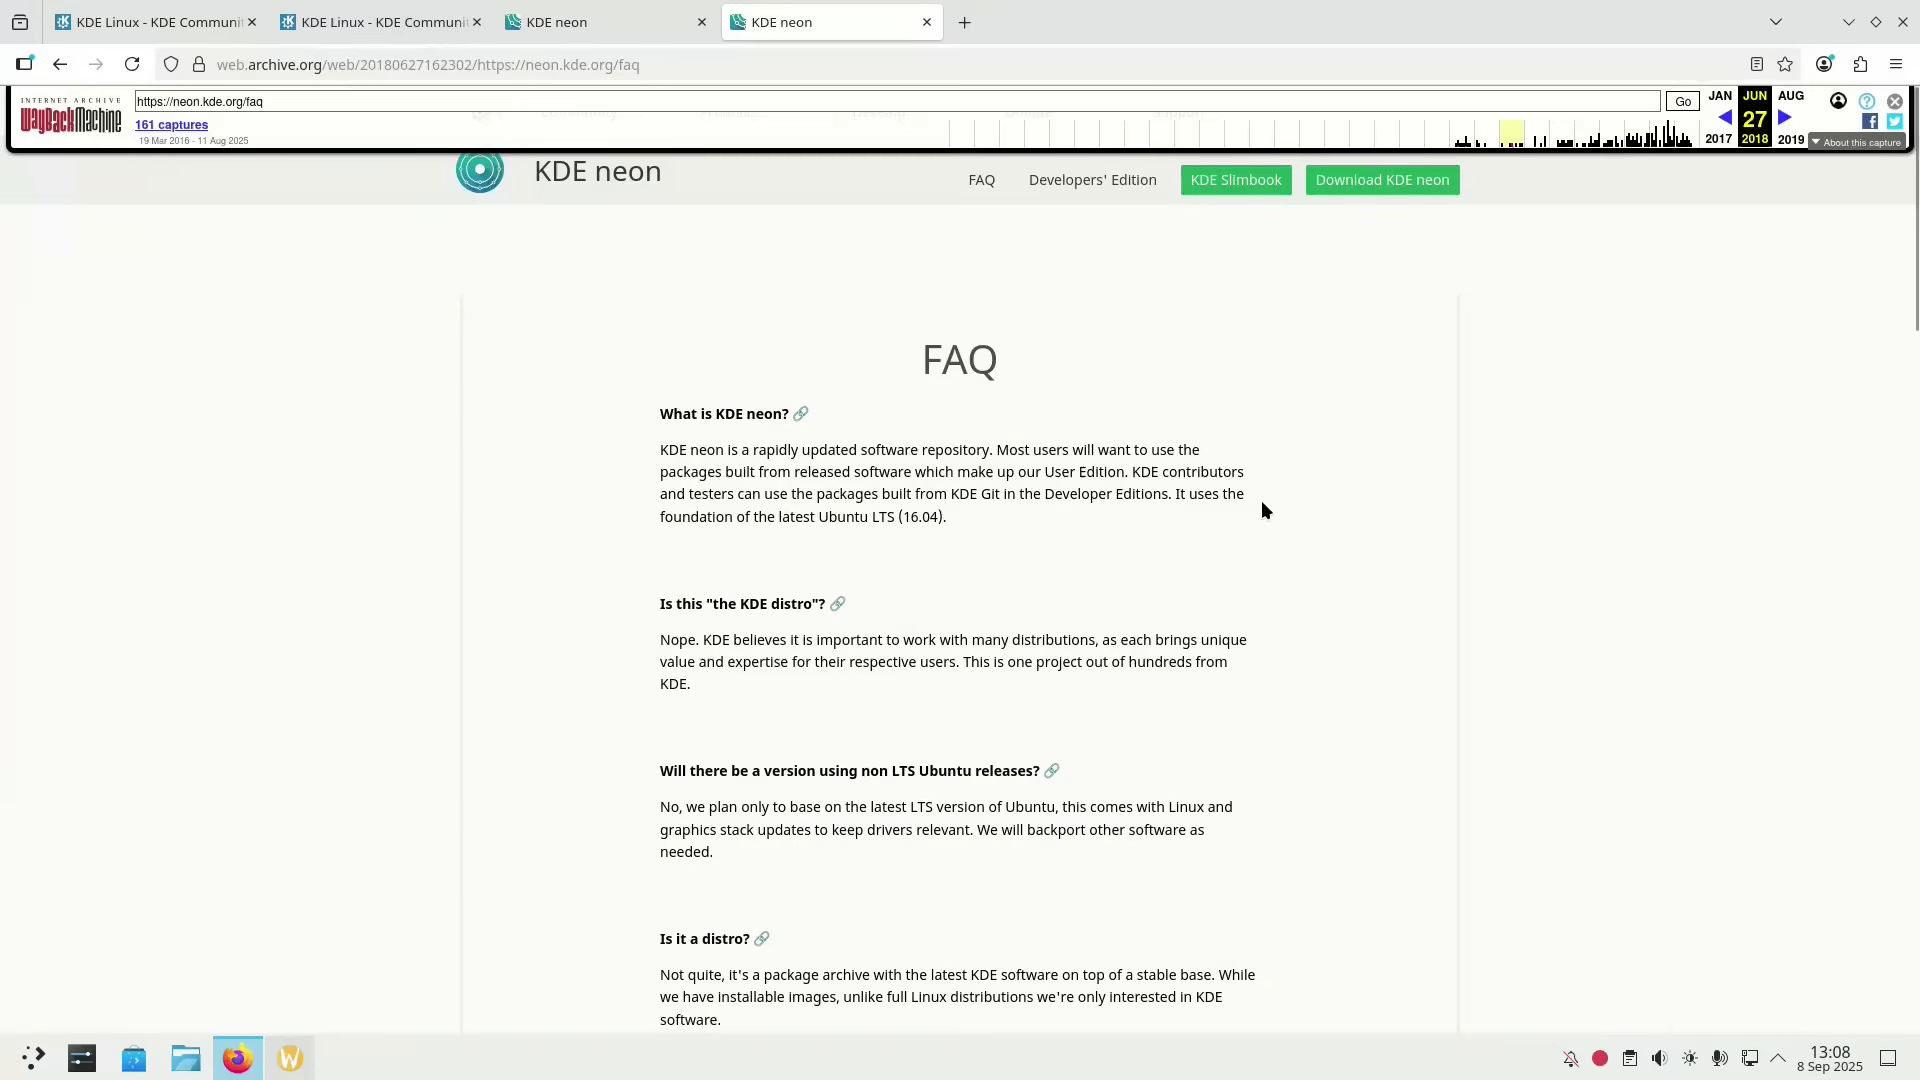 KDE Linux - KDE Communi
KDE Linux - KDE Communi
KDE neon
KDE neon
web.archive.org/web/20180627162302/https://neon.kde.org/faq
INTERNET ARCHIVE
WayBackMachine
https://neon.kde.org/faq
Go
JAN
JUN
AUG
161 captures
27
19 Mar 2016 - 11 Aug 2025
2017
2018
2019
About this capture
KDE neon
FAQ
Developers' Edition
KDE Slimbook
Download KDE neon
FAQ
What is KDE neon?
KDE neon is a rapidly updated software repository. Most users will want to use the
packages built from released software which make up our User Edition. KDE contributors
and testers can use the packages built from KDE Git in the Developer Editions. It uses the
foundation of the latest Ubuntu LTS (16.04).
Is this "the KDE distro"?
Nope. KDE believes it is important to work with many distributions, as each brings unique
value and expertise for their respective users. This is one project out of hundreds from
KDE.
Will there be a version using non LTS Ubuntu releases?
No, we plan only to base on the latest LTS version of Ubuntu, this comes with Linux and
graphics stack updates to keep drivers relevant. We will backport other software as
needed.
Is it a distro?
Not quite, it's a package archive with the latest KDE software on top of a stable base. While
we have installable images, unlike full Linux distributions we're only interested in KDE
software.
W
13:08
8 Sep 2025